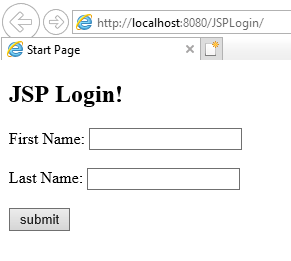 http://localhost:8080/JSPLogin/
Start Page
JSP Login!
First Name:
Last Name:
submit